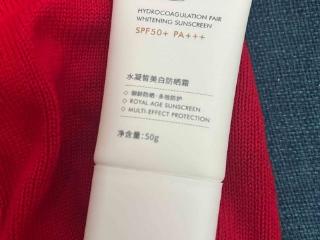 HYDROCOAGULATION FAIR
WHITENING SUNSCREEN
SPF50+ PA+++
水凝皙美白防晒霜
◇ 御龄防晒·多效防护
◇ ROYAL AGE SUNSCREEN
◇ MULTI-EFFECT PROTECTION
净含量:50g